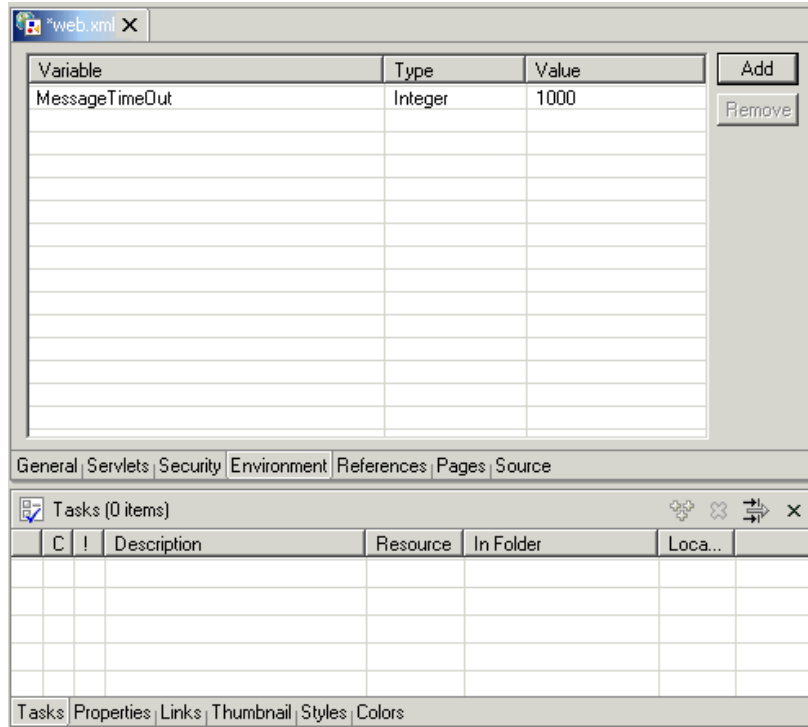 *web.xml
Variable Type Value Add
MessageTimeOut Integer 1000
Remove
General Servlets Security Environment References Pages Source
Tasks (0 items)
C ! Description Resource In Folder Loca...
Tasks Properties Links Thumbnail Styles Colors